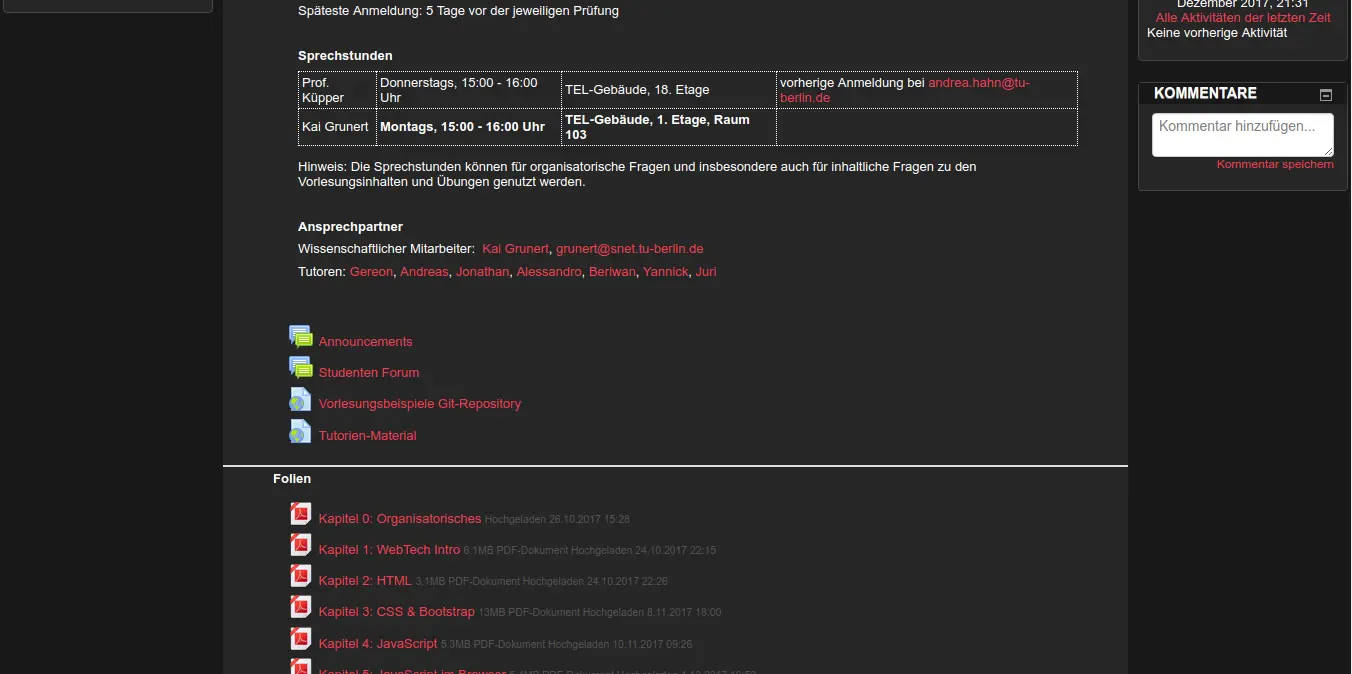 Späteste Anmeldung: 5 Tage vor der jeweiligen Prüfung
Sprechstunden
Prof.
Küpper
Donnerstags, 15:00 - 16:00
Uhr
TEL-Gebäude, 18. Etage
vorherige Anmeldung bei andrea.hahn@tu-
berlin.de
Kai Grunert
Montags, 15:00 - 16:00 Uhr
TEL-Gebäude, 1. Etage, Raum
103
Hinweis: Die Sprechstunden können für organisatorische Fragen und insbesondere auch für inhaltliche Fragen zu den
Vorlesungsinhalten und Übungen genutzt werden.
Ansprechpartner
Wissenschaftlicher Mitarbeiter: Kai Grunert, grunert@snet.tu-berlin.de
Tutoren: Gereon, Andreas, Jonathan, Alessandro, Beriwan, Yannick, Juri
Announcements
Studenten Forum
Vorlesungsbeispiele Git-Repository
Tutorien-Material
Folien
Kapitel 0: Organisatorisches Hochgeladen 26.10.2017 15:28
Kapitel 1: WebTech Intro 6.1MB PDF-Dokument Hochgeladen 24.10.2017 22:15
Kapitel 2: HTML 3.1MB PDF-Dokument Hochgeladen 24.10.2017 22:26
Kapitel 3: CSS & Bootstrap 13MB PDF-Dokument Hochgeladen 8.11.2017 18:00
Kapitel 4: JavaScript 5.3MB PDF-Dokument Hochgeladen 10.11.2017 09:26
Kapitel 5: JavaScript im Browser
Dezember 2017, 21:31
Alle Aktivitäten der letzten Zeit
Keine vorherige Aktivität
KOMMENTARE
Kommentar hinzufügen...
Kommentar speichern